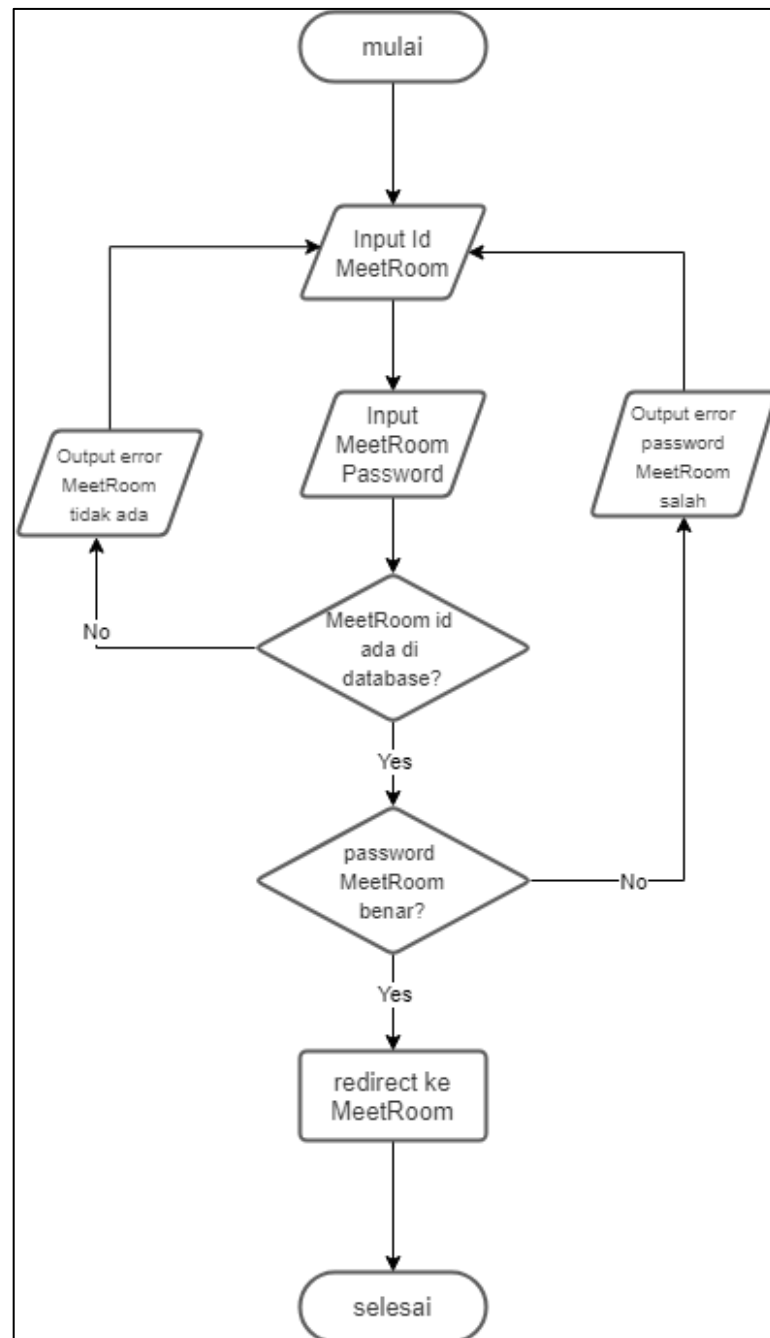 mulai
Input Id
MeetRoom
Input
MeetRoom
Password
Output error
MeetRoom
tidak ada
Output error
password
MeetRoom
salah
MeetRoom id
ada di
database?
No
Yes
password
MeetRoom
benar?
No
Yes
redirect ke
MeetRoom
selesai